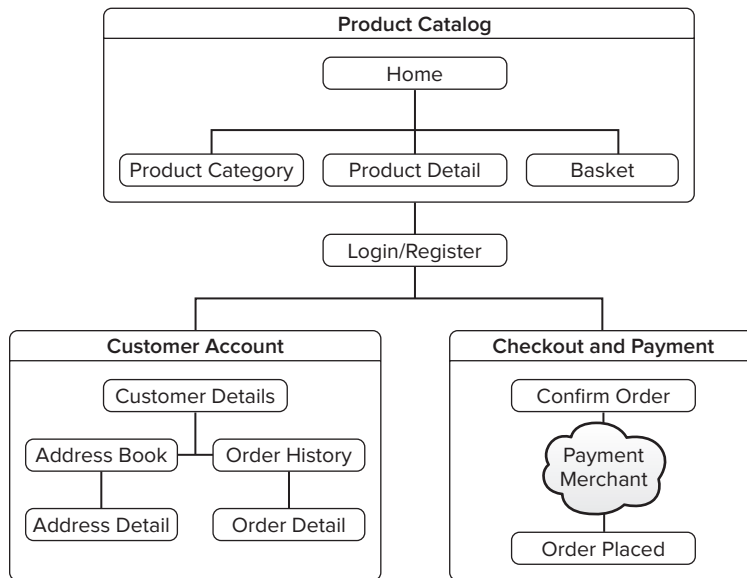 Product Catalog
Home
Product Category
Product Detail
Basket
Login/Register
Customer Account
Customer Details
Address Book
Order History
Address Detail
Order Detail
Checkout and Payment
Confirm Order
Payment
Merchant
Order Placed